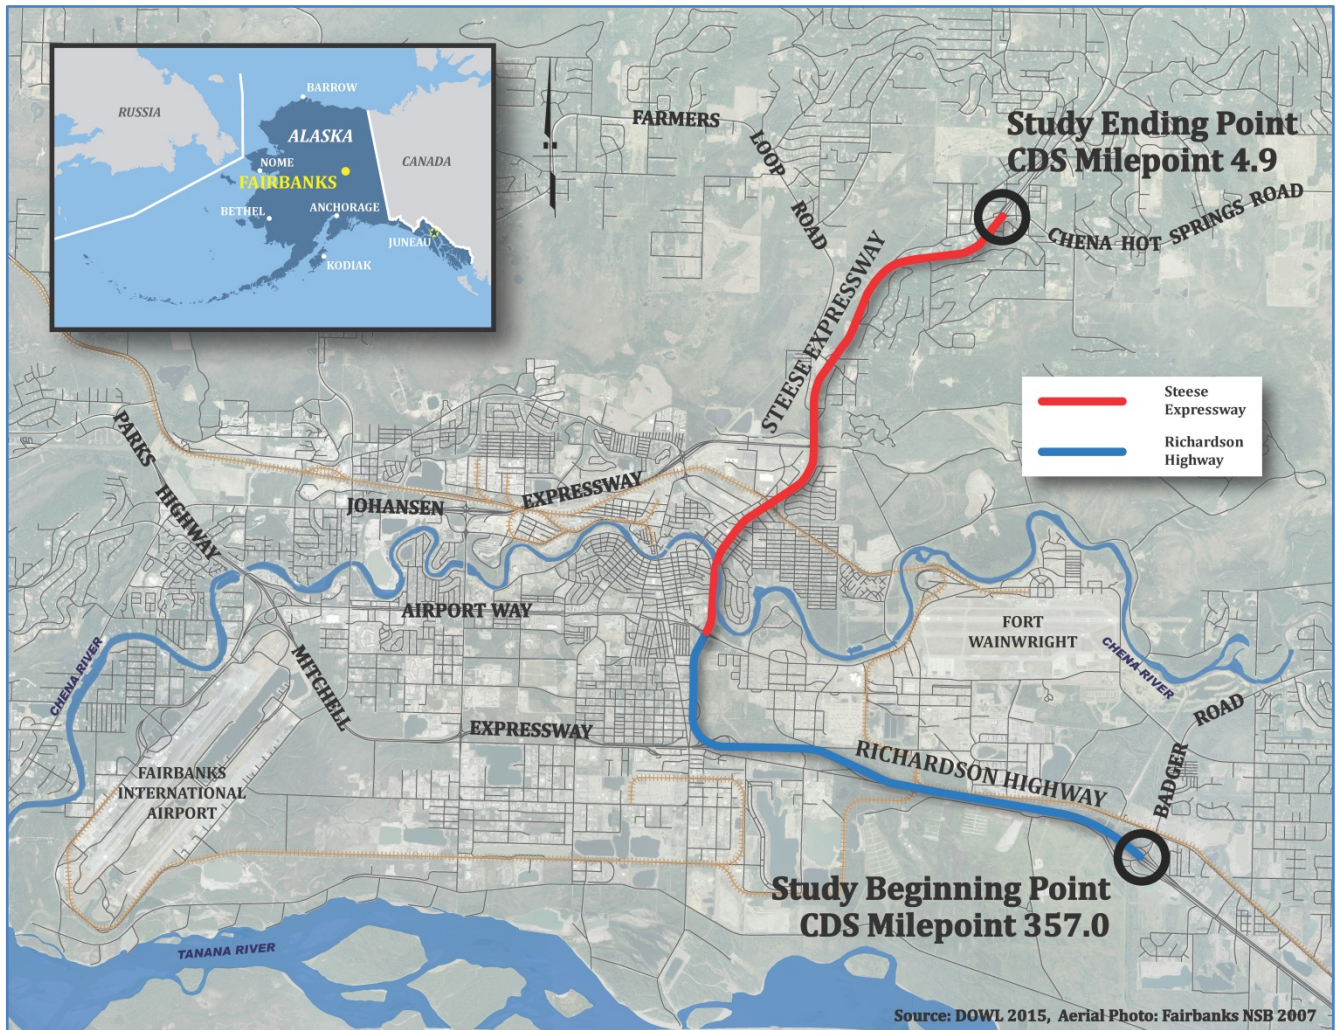 RUSSIA
BARROW
ALASKA
CANADA
NOME
FAIRBANKS
BETHEL
ANCHORAGE
JUNEAU
KODIAK
FARMERS
LOOP
ROAD
Study Ending Point
CDS Milepoint 4.9
CHENA HOT SPRINGS ROAD
STEESE EXPRESSWAY
Steese
Expressway
Richardson
Highway
PARKS
HIGHWAY
JOHANSEN
EXPRESSWAY
AIRPORT WAY
FORT
WAINWRIGHT
CHENA RIVER
CHENA RIVER
MITCHELL
EXPRESSWAY
RICHARDSON HIGHWAY
BADGER
ROAD
FAIRBANKS
INTERNATIONAL
AIRPORT
Study Beginning Point
CDS Milepoint 357.0
TANANA RIVER
Source: DOWL 2015, Aerial Photo: Fairbanks NSB 2007